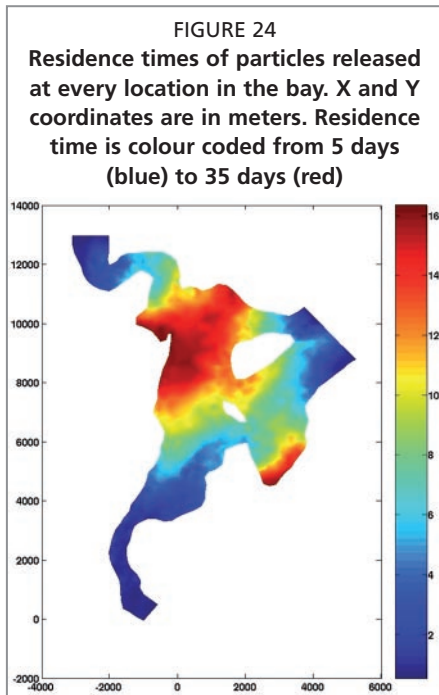 FIGURE 24
Residence times of particles released
at every location in the bay. X and Y
coordinates are in meters. Residence
time is colour coded from 5 days
(blue) to 35 days (red)
14000
12000
10000
8000
6000
4000
2000
0
-2000
-4000 -2000 0 2000 4000 6000
16
14
12
10
8
6
4
2